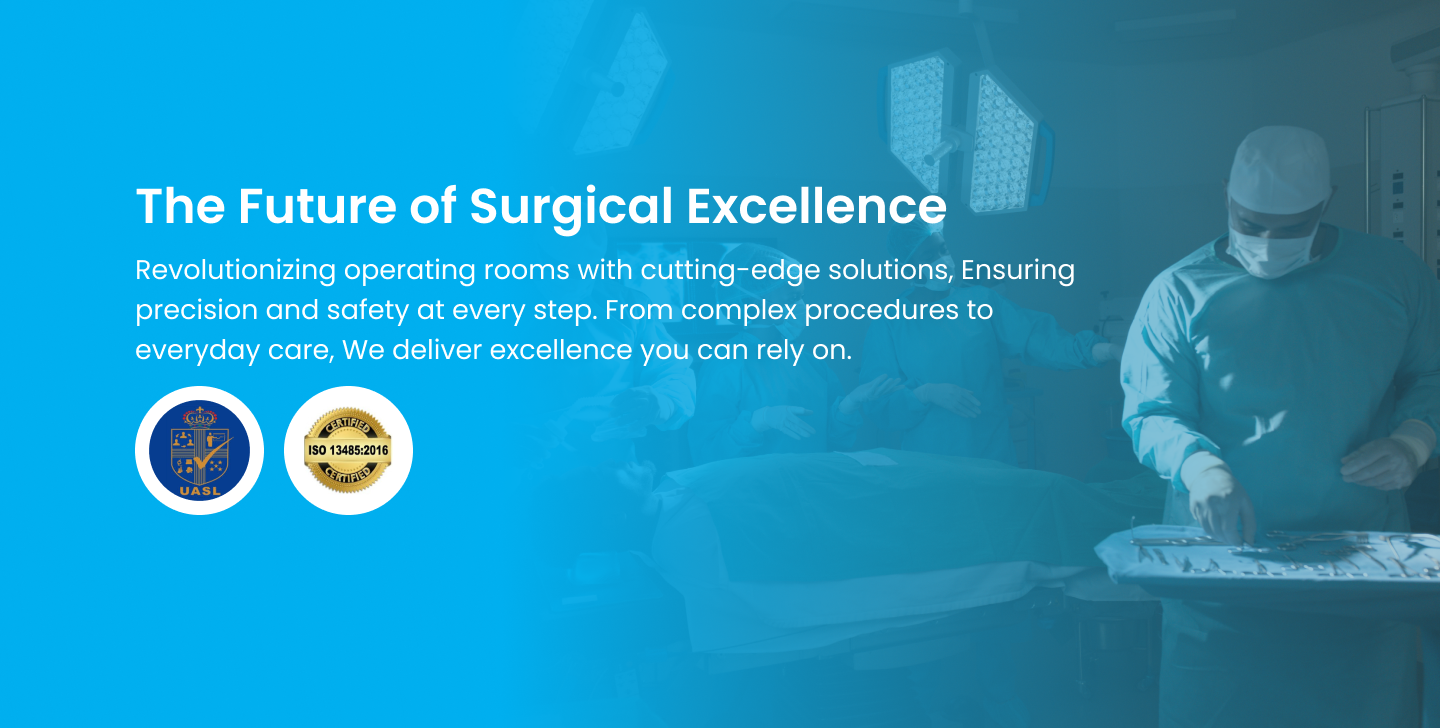 The Future of Surgical Excellence
Revolutionizing operating rooms with cutting-edge solutions, Ensuring
precision and safety at every step. From complex procedures to
everyday care, We deliver excellence you can rely on.
UASL
CERTIFIED
ISO 13485:2016
CERTIFIED